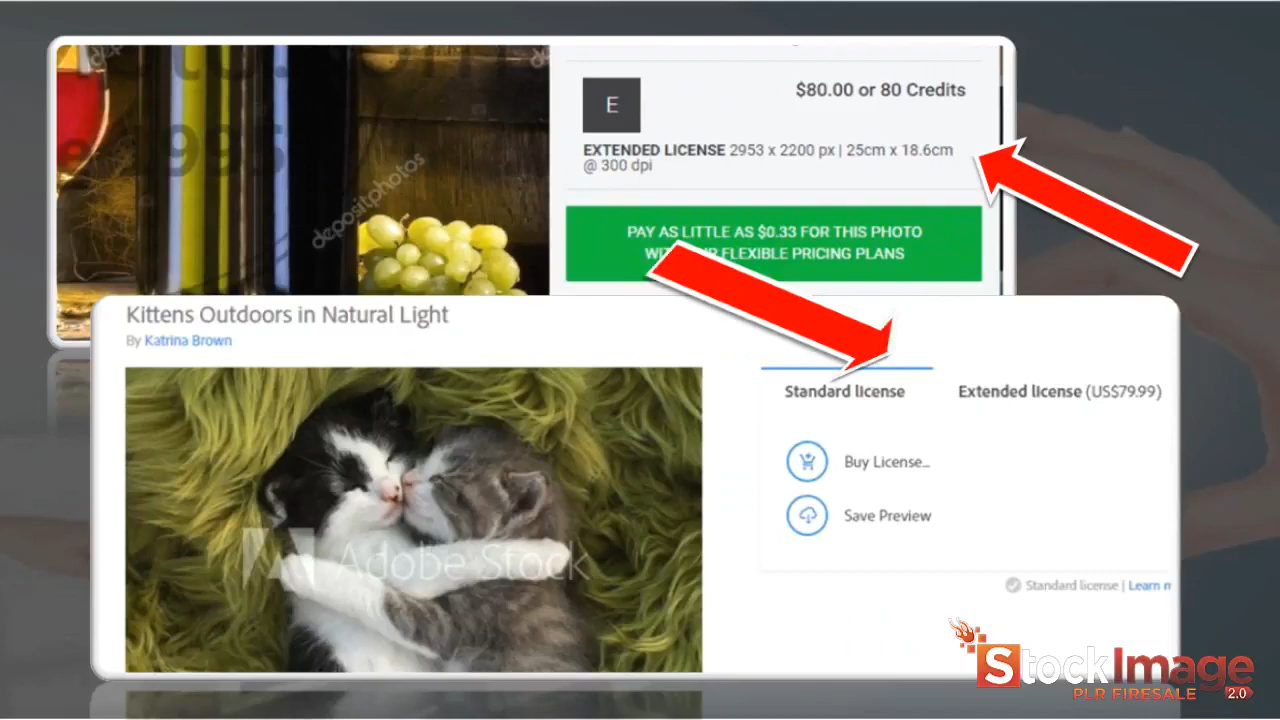 depositphotos
E
$80.00 or 80 Credits
EXTENDED LICENSE 2953 x 2200 px | 25cm x 18.6cm
@ 300 dpi
PAY AS LITTLE AS $0.33 FOR THIS PHOTO
FLEXIBLE PRICING PLANS
Kittens Outdoors in Natural Light
By Katrina Brown
Standard license
Extended license (US$79.99)
Buy License...
Save Preview
Adobe Stock
Standard license | Learn
StockImage
PLR FIRESALE 2.0